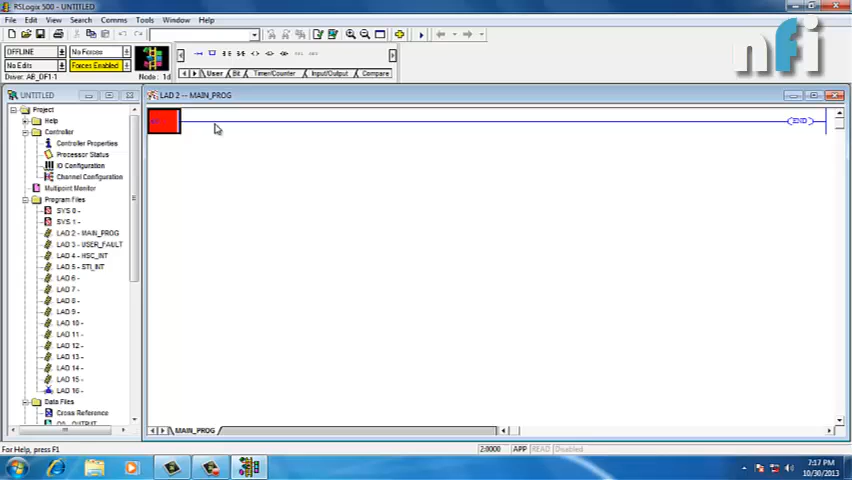 RSLogix 500 - UNTITLED
File Edit View Search Comms Tools Window Help
OFFLINE No Forces
No Edits Forces Enabled
Driver: AB_DF1-1 Node : 1d
User Bit Timer/Counter Input/Output Compare
nfi
UNTITLED
LAD 2 -- MAIN_PROG
Project
Help
Controller
Controller Properties
Processor Status
IO Configuration
Channel Configuration
Multipoint Monitor
Program Files
SYS 0 -
SYS 1 -
LAD 2 - MAIN_PROG
LAD 3 - USER_FAULT
LAD 4 - HSC_INT
LAD 5 - STI_INT
LAD 6 -
LAD 7 -
LAD 8 -
LAD 9 -
LAD 10 -
LAD 11 -
LAD 12 -
LAD 13 -
LAD 14 -
LAD 15 -
LAD 16 -
Data Files
Cross Reference
O0 - OUTPUT
END
MAIN_PROG
For Help, press F1
2:0000 APP READ Disabled
7:17 PM
10/30/2013